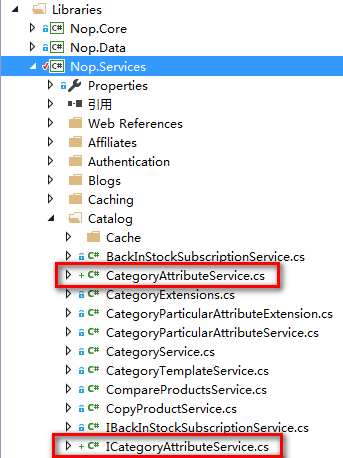 Libraries
C# Nop.Core
C# Nop.Data
C# Nop.Services
Properties
引用
Web References
Affiliates
Authentication
Blogs
Caching
Catalog
Cache
C# BackInStockSubscriptionService.cs
C# CategoryAttributeService.cs
C# CategoryExtensions.cs
C# CategoryParticularAttributeExtension.cs
C# CategoryParticularAttributeService.cs
C# CategoryService.cs
C# CategoryTemplateService.cs
C# CompareProductsService.cs
C# CopyProductService.cs
C# IBackInStockSubscriptionService.cs
C# ICategoryAttributeService.cs